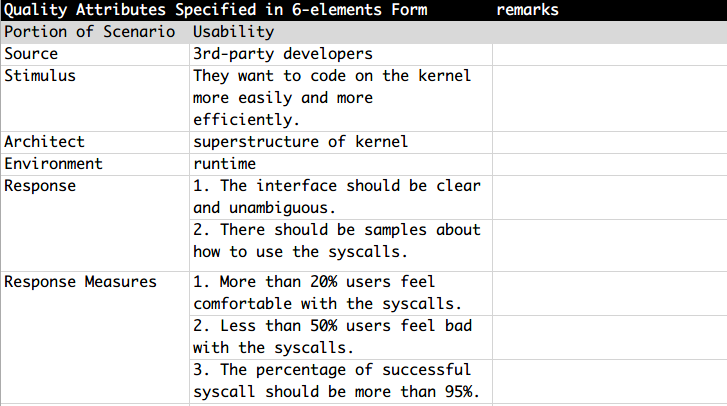 Quality Attributes Specified in 6-elements Form remarks
Portion of Scenario Usability
Source 3rd-party developers
Stimulus They want to code on the kernel
more easily and more
efficiently.
Architect superstructure of kernel
Environment runtime
Response 1. The interface should be clear
and unambiguous.
2. There should be samples about
how to use the syscalls.
Response Measures 1. More than 20% users feel
comfortable with the syscalls.
2. Less than 50% users feel bad
with the syscalls.
3. The percentage of successful
syscall should be more than 95%.